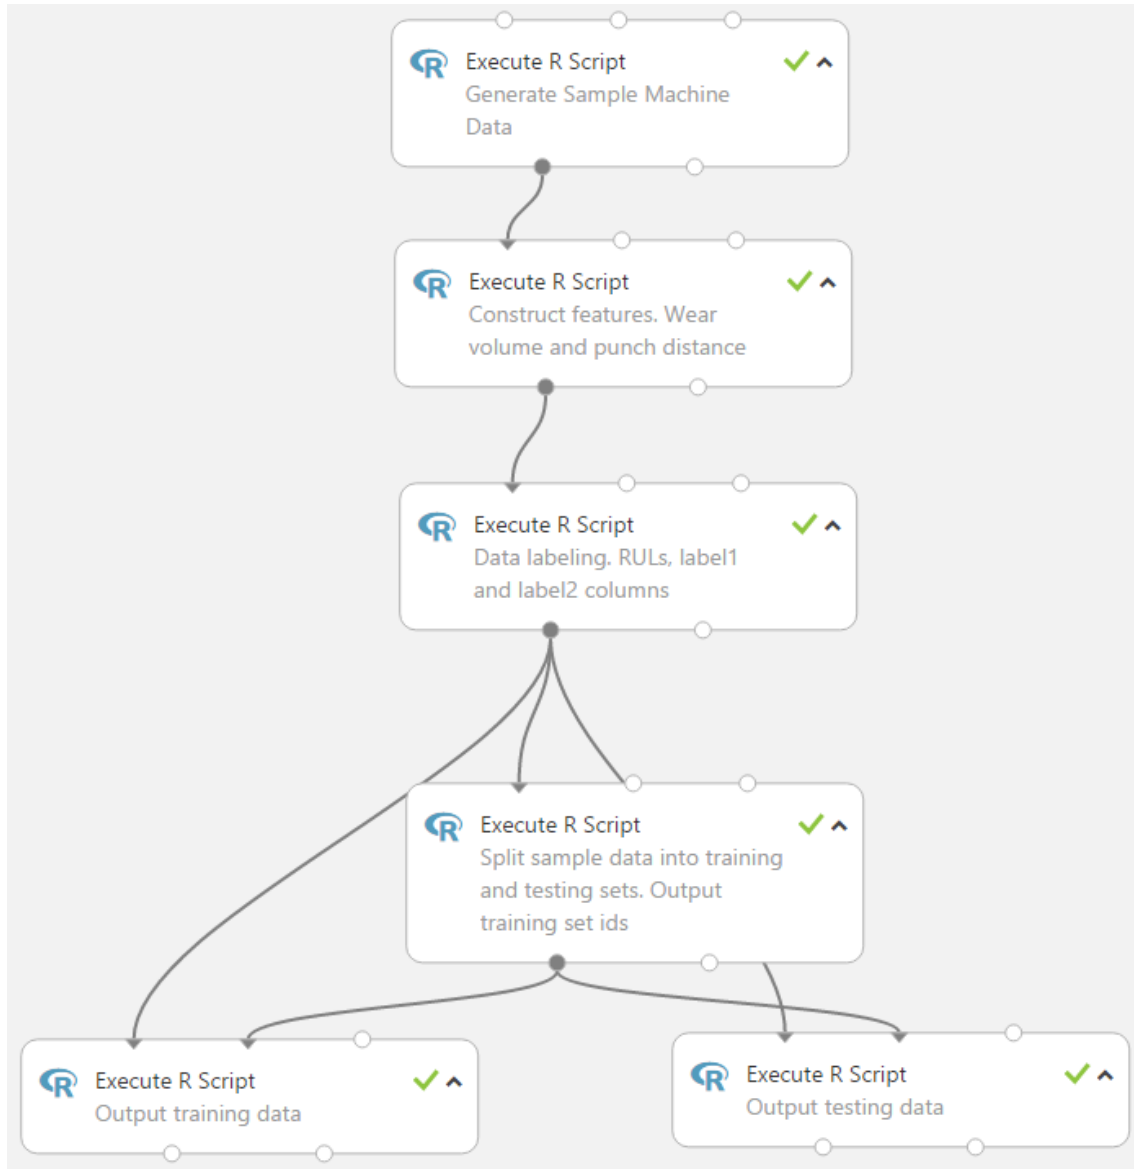 Execute R Script
Generate Sample Machine
Data
Execute R Script
Construct features. Wear
volume and punch distance
Execute R Script
Data labeling. RULs, label1
and label2 columns
Execute R Script
Split sample data into training
and testing sets. Output
training set ids
Execute R Script
Output training data
Execute R Script
Output testing data